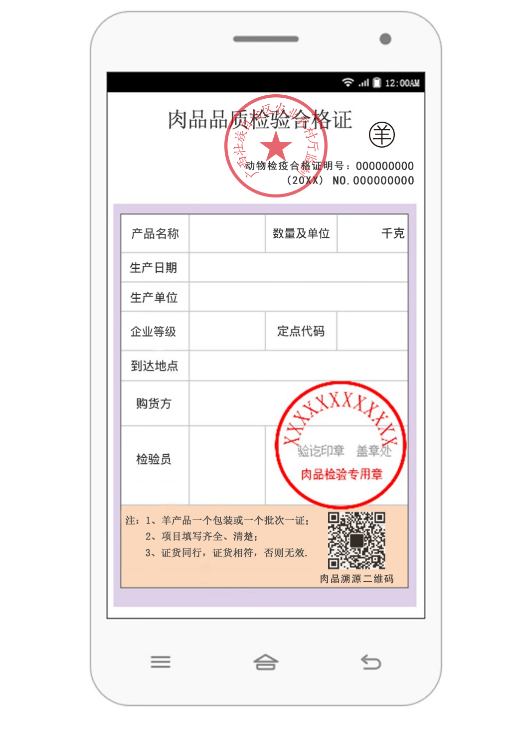 12:00AM
肉品品质检验合格证
羊
动物检疫合格证明号：000000000
(20XX) NO.000000000
产品名称 数量及单位 千克
生产日期
生产单位
企业等级 定点代码
到达地点
购货方
检验员
XXXXXXXXXXXX
验讫印章 盖章处
肉品检验专用章
注：1、羊产品一个包装或一个批次一证；
2、项目填写齐全、清楚；
3、证货同行，证货相符，否则无效.
肉品溯源二维码